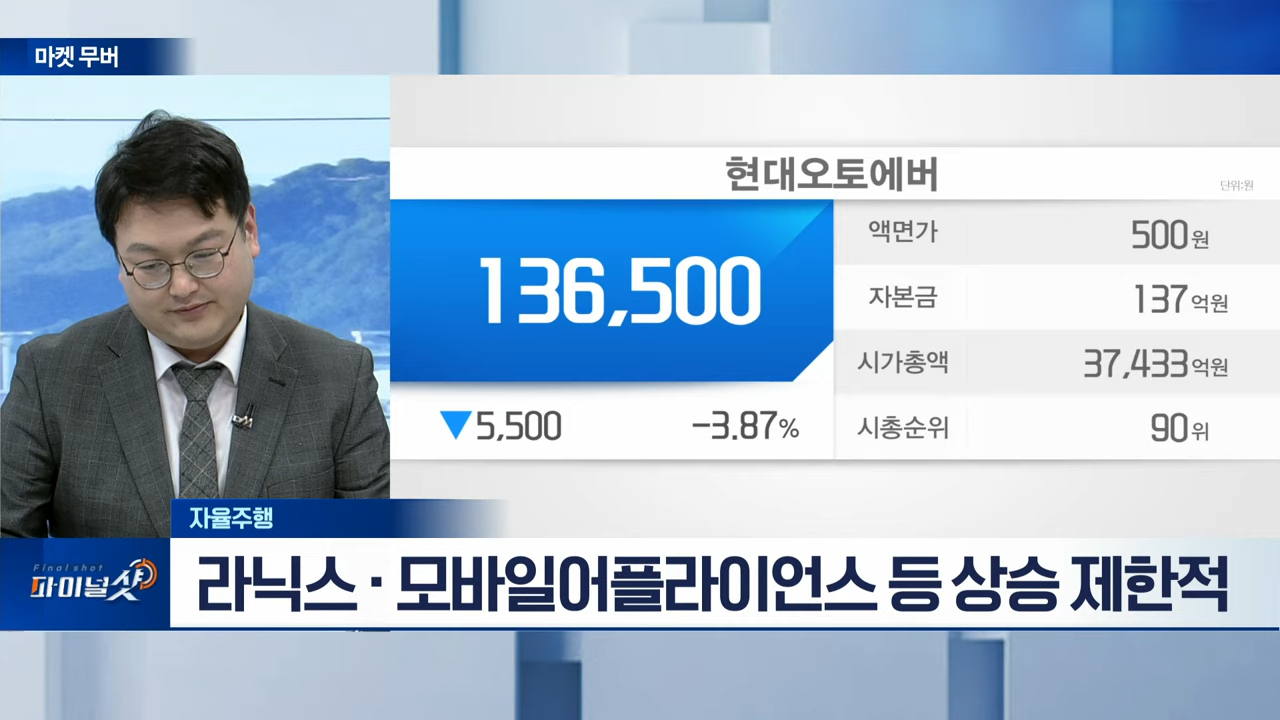 마켓 무버
현대오토에버
단위:원
136,500
▼5,500 -3.87%
액면가 500원
자본금 137억원
시가총액 37,433억원
시총순위 90위
자율주행
Final shot
파이널샷
라닉스·모바일어플라이언스 등 상승 제한적